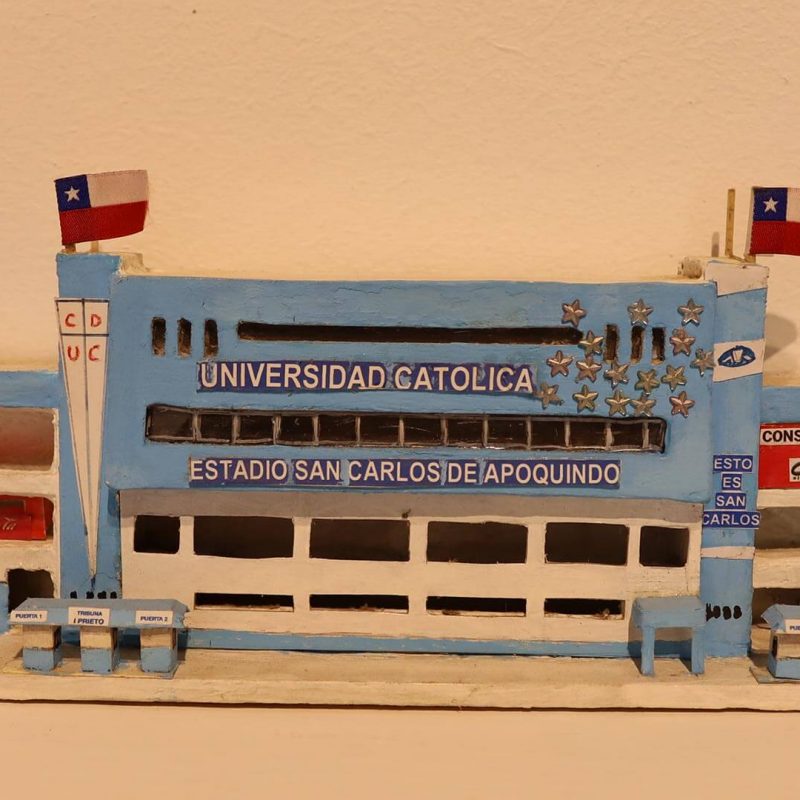 C D
U C
UNIVERSIDAD CATOLICA
ESTADIO SAN CARLOS DE APOQUINDO
ESTO
ES
SAN
CARLOS
CONS
PUERTA 1
TRIBUNA
I PRIETO
PUERTA 2